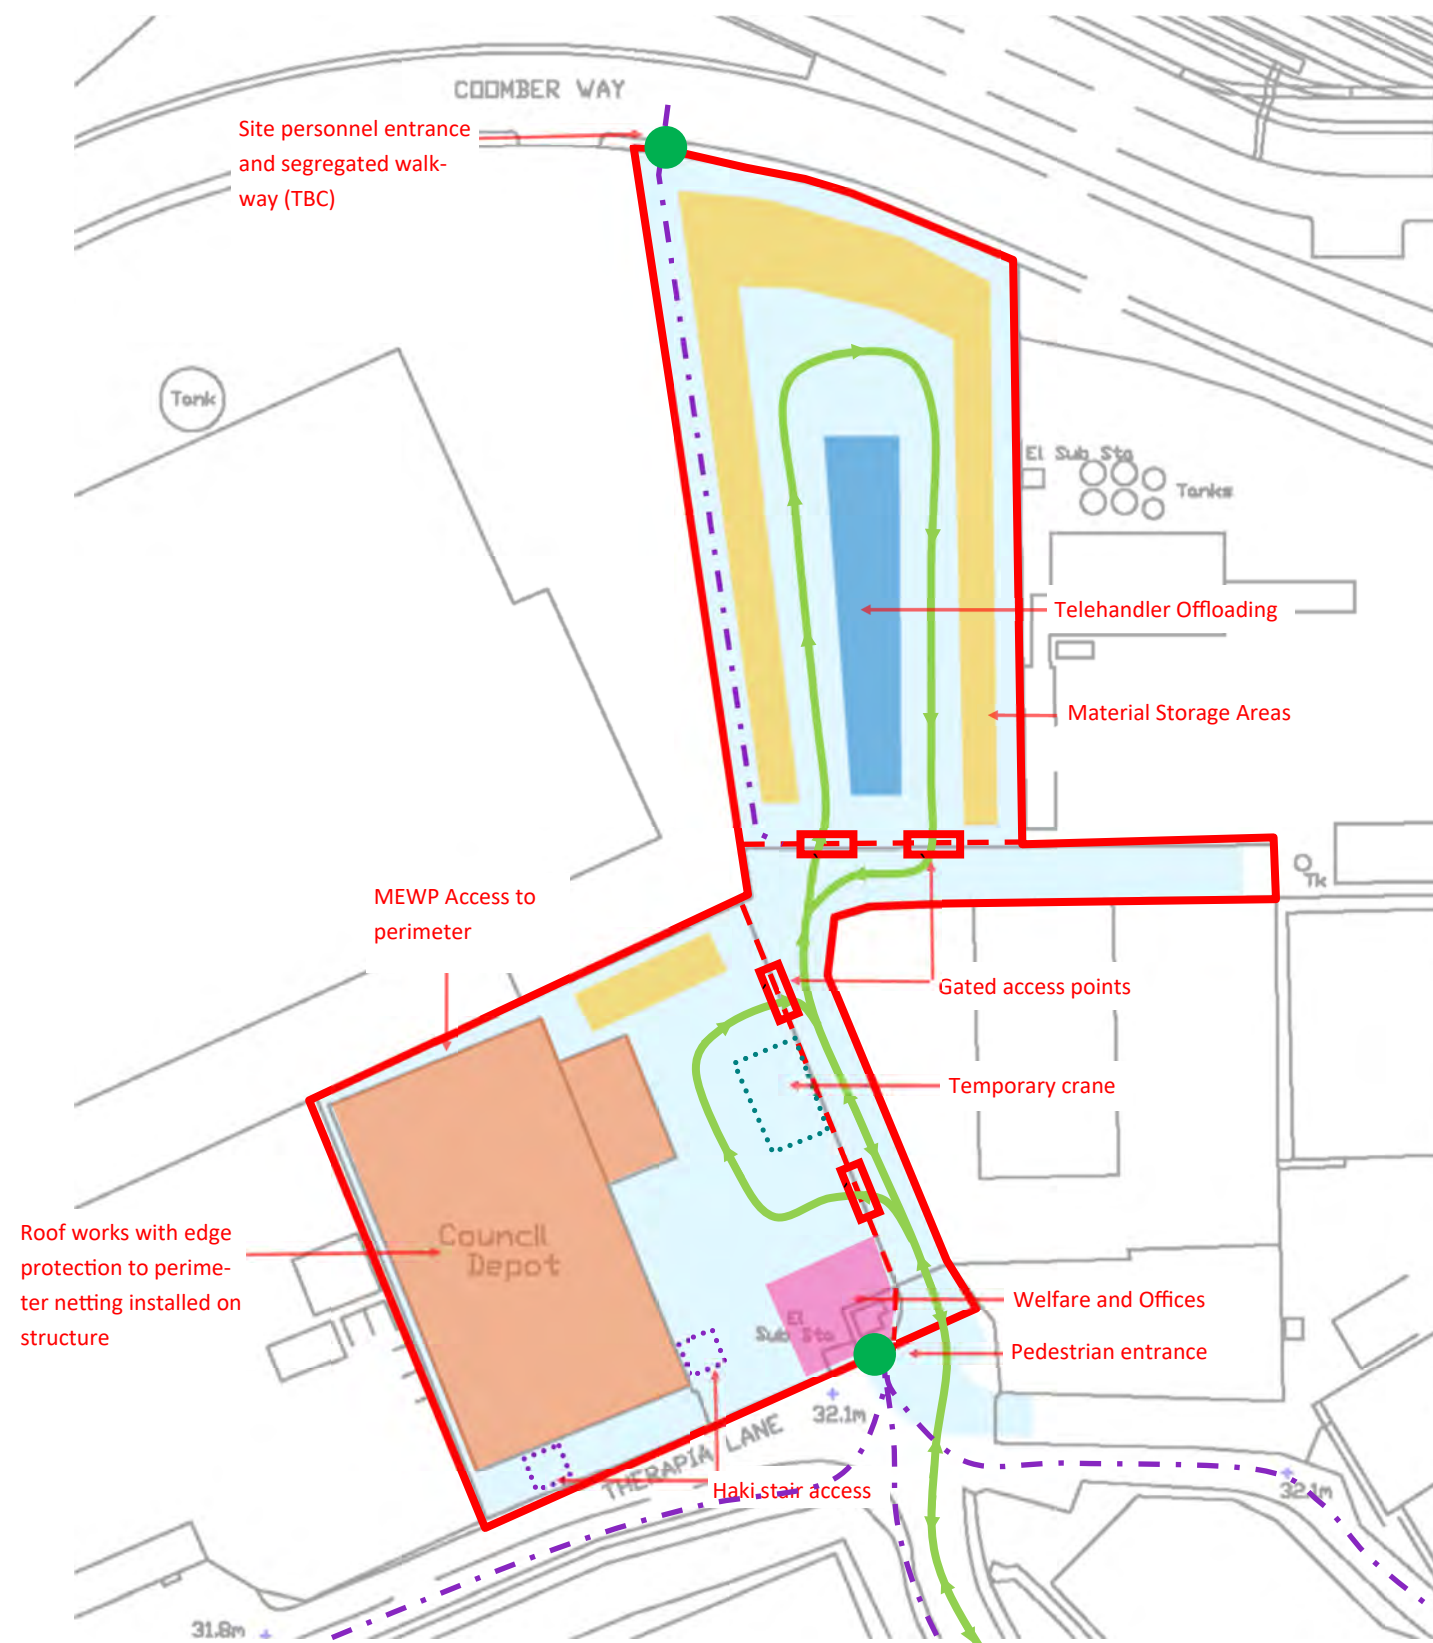 COOMBER WAY
Site personnel entrance
and segregated walk-
way (TBC)
Tank
El Sub Sta
Tanks
Telehandler Offloading
Material Storage Areas
Tk
MEWP Access to
perimeter
Gated access points
Temporary crane
Roof works with edge
protection to perime-
ter netting installed on
structure
Council
Depot
Welfare and Offices
El
Sub Sta
Pedestrian entrance
32.1m
THERAPIA LANE
Haki stair access
32.1m
31.8m